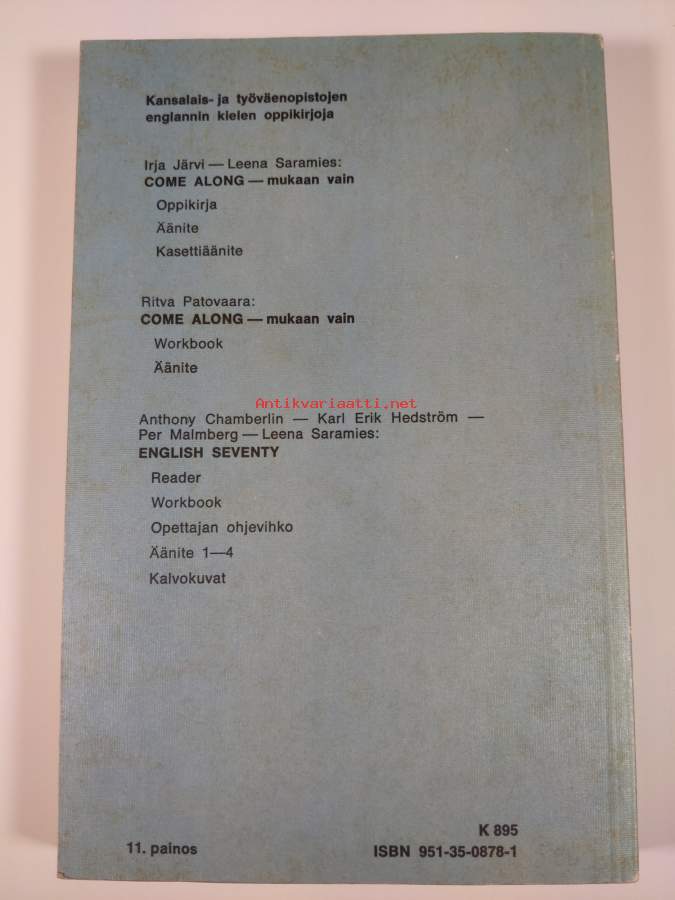 Kansalais- ja työväenopistojen
englannin kielen oppikirjoja
Irja Järvi — Leena Saramies:
COME ALONG — mukaan vain
Oppikirja
Äänite
Kasettiäänite
Ritva Patovaara:
COME ALONG — mukaan vain
Workbook
Äänite
Antikvariaatti.net
Anthony Chamberlin — Karl Erik Hedström —
Per Malmberg — Leena Saramies:
ENGLISH SEVENTY
Reader
Workbook
Opettajan ohjevihko
Äänite 1—4
Kalvokuvat
K 895
11. painos
ISBN 951-35-0878-1